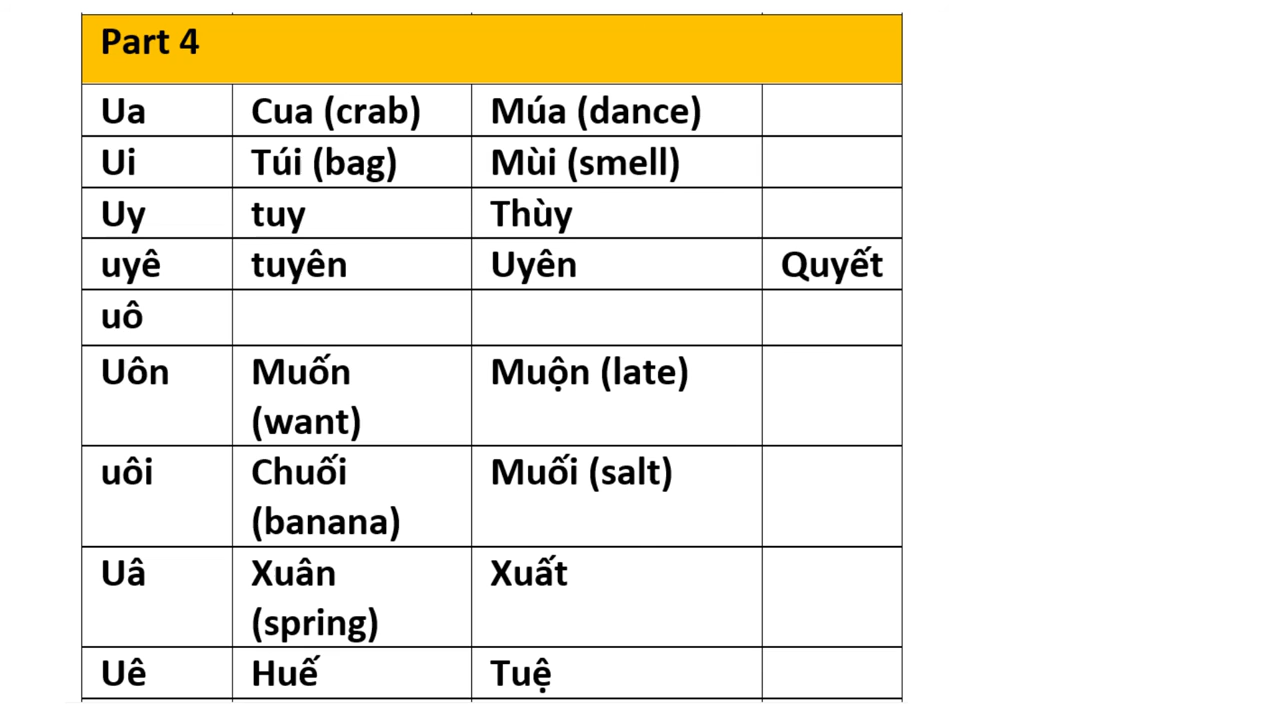 Part 4
Ua Cua (crab) Múa (dance)
Ui Túi (bag) Mùi (smell)
Uy tuy Thùy
uyê tuyên Uyên Quyết
uô
Uôn Muốn (want) Muộn (late)
uôi Chuối (banana) Muối (salt)
Uâ Xuân (spring) Xuất
Uê Huế Tuệ